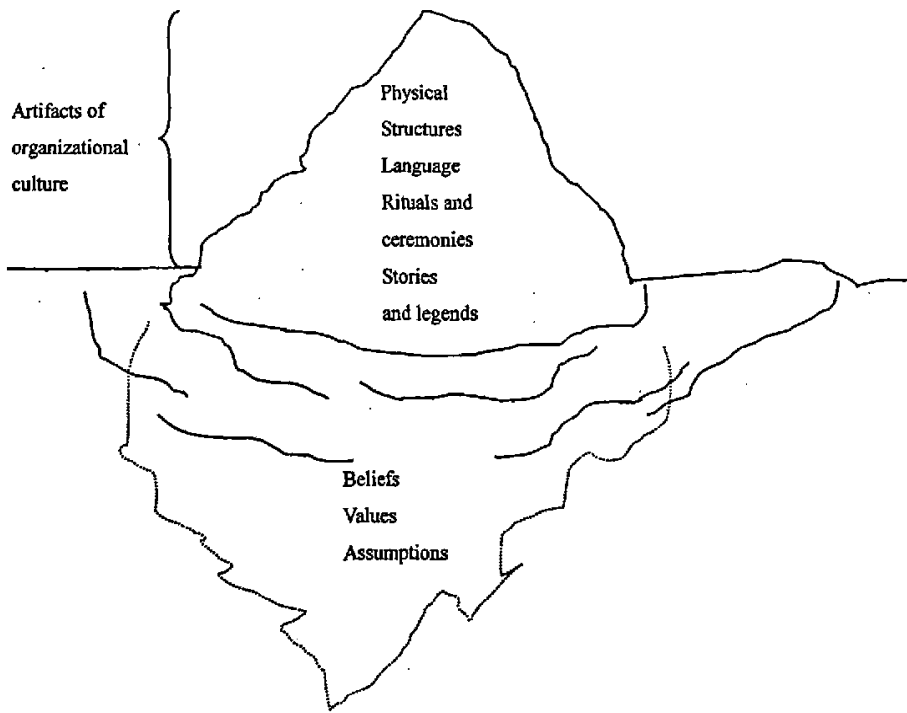 Artifacts of
organizational
culture
Physical
Structures
Language
Rituals and
ceremonies
Stories
and legends
Beliefs
Values
Assumptions